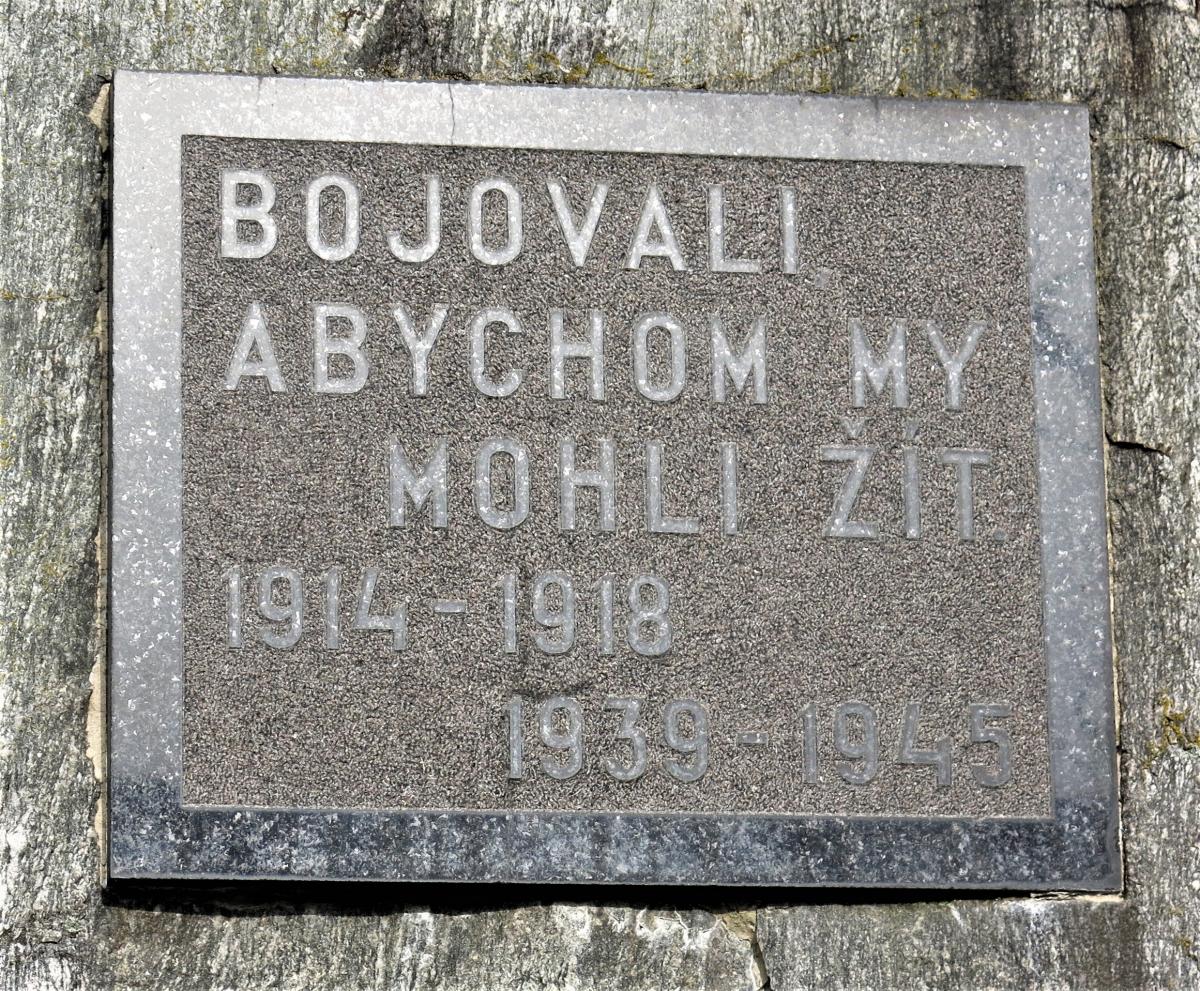 BOJOVALI,
ABYCHOM MY
MOHLI ŽÍT.
1914 - 1918
1939 - 1945